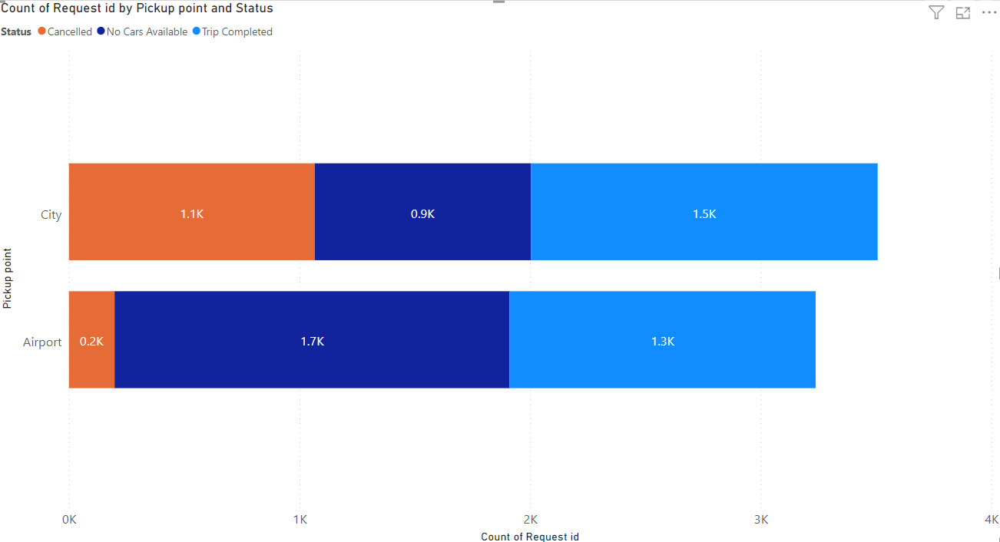 Count of Request id by Pickup point and Status
Status Cancelled No Cars Available Trip Completed
City
1.1K 0.9K 1.5K
Pickup point
Airport
0.2K 1.7K 1.3K
0K 1K 2K 3K 4K
Count of Request id